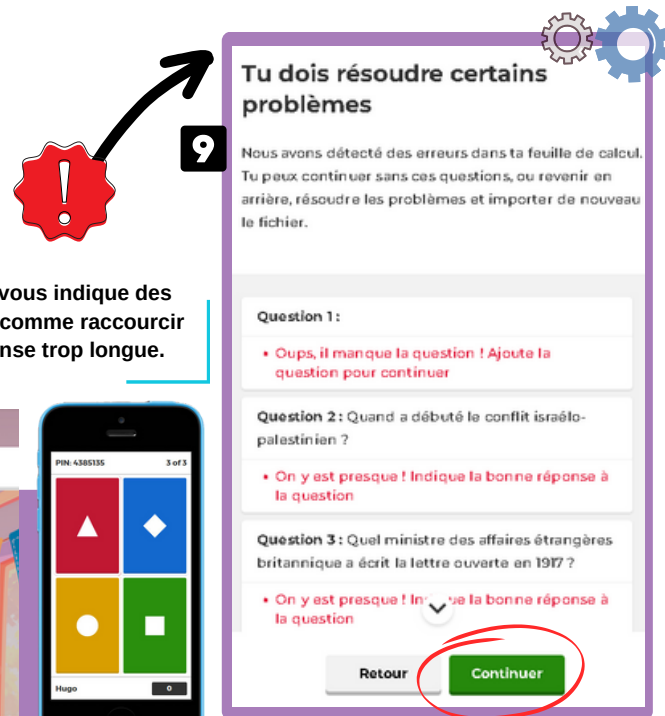 Tu dois résoudre certains
problèmes
9
Nous avons détecté des erreurs dans ta feuille de calcul.
Tu peux continuer sans ces questions, ou revenir en
arrière, résoudre les problèmes et importer de nouveau
le fichier.
vous indique des
comme raccourcir
nse trop longue.
Question 1 :
• Oups, il manque la question ! Ajoute la
question pour continuer
Question 2 : Quand a débuté le conflit israélo-
palestinien ?
• On y est presque ! Indique la bonne réponse à
la question
Question 3 : Quel ministre des affaires étrangères
britannique a écrit la lettre ouverte en 1917 ?
• On y est presque ! la bonne réponse à
la question
Retour
Continuer
PIN: 4385135
3 of 3
Hugo
0